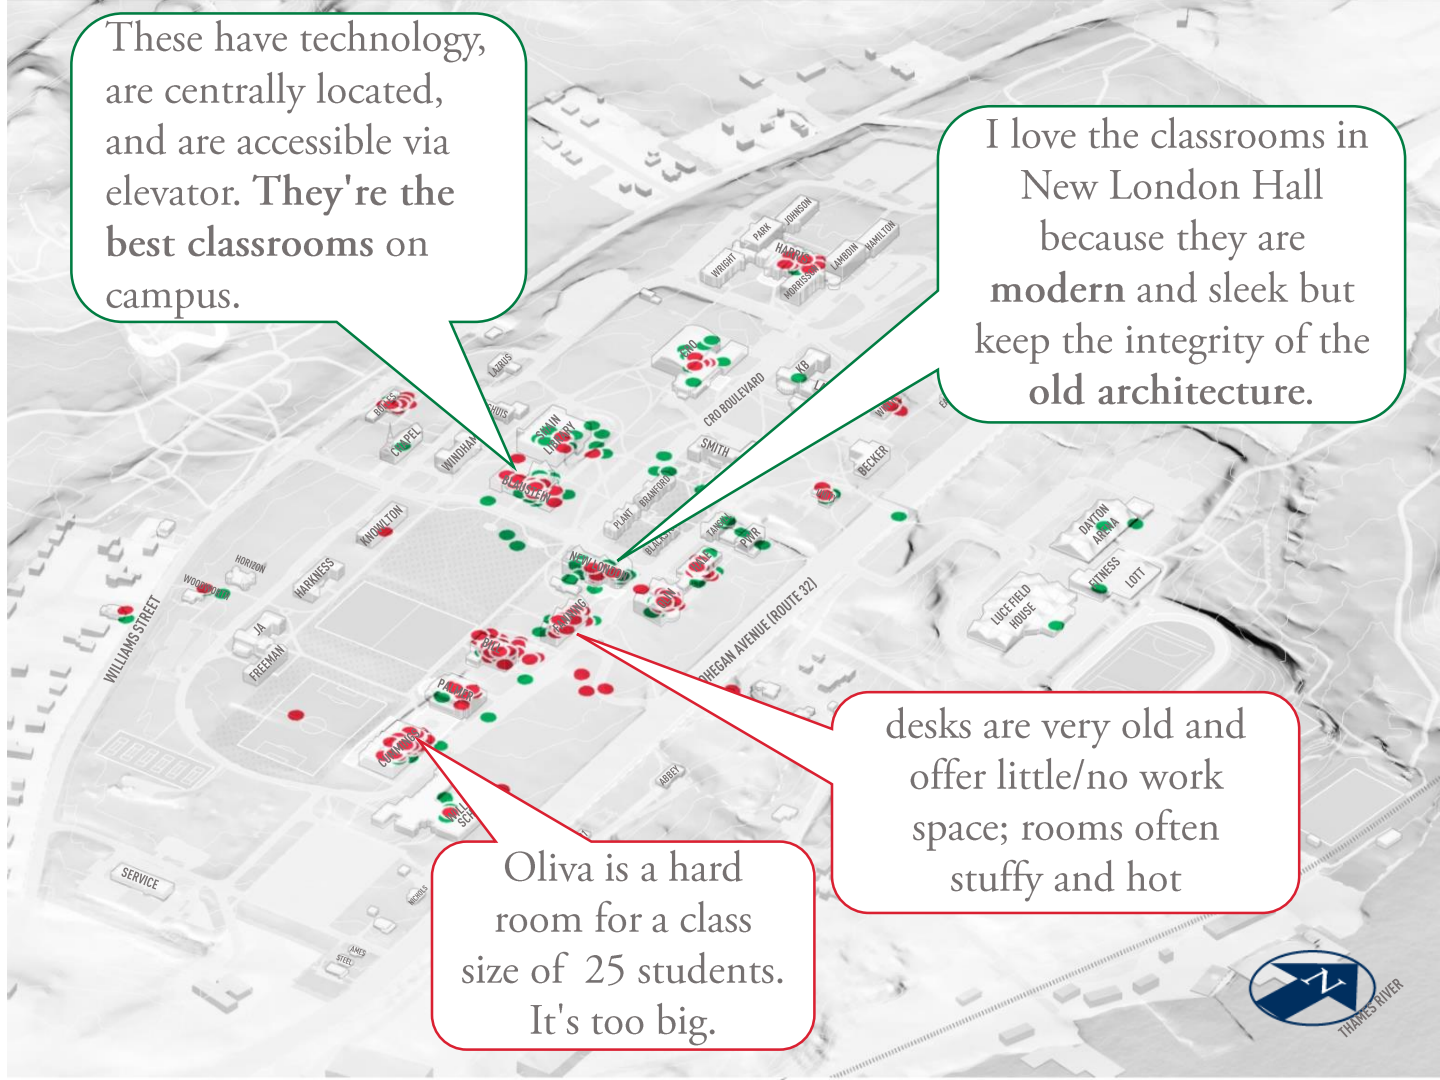 These have technology,
are centrally located,
and are accessible via
elevator. They're the
best classrooms on
campus.
I love the classrooms in
New London Hall
because they are
modern and sleek but
keep the integrity of the
old architecture.
JOHNSON
PARK
HAMILTON
WRIGHT
LAMBDIN
LAZRUS
KB
CRO BOULEVARD
CHAPEL
WINDHAM
LIBRARY
SMITH
BECKER
BRANFORD
PLANT
KNOWLTON
DAYTON
ARENA
HORIZON
HARKNESS
FITNESS
LOTT
LUCE FIELD
HOUSE
WILLIAMS STREET
JA
FREEMAN
OHEGAN AVENUE (ROUTE 32)
desks are very old and
offer little/no work
space; rooms often
stuffy and hot
ABBEY
Oliva is a hard
room for a class
size of 25 students.
It's too big.
SERVICE
NICHOLS
AMES
STEEL
N
THAMES RIVER